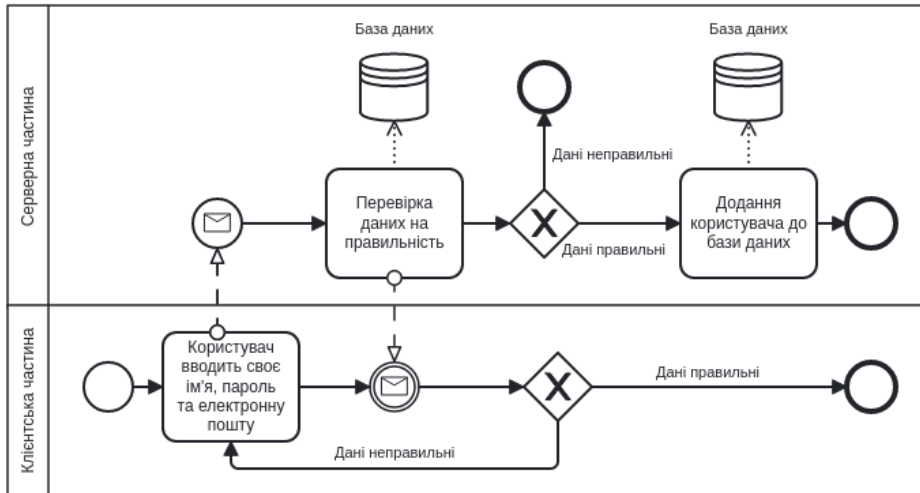 Серверна частина
База даних
База даних
Дані неправильні
Перевірка
даних на
правильність
Дані правильні
Додання
користувача до
бази даних
Клієнтська частина
Користувач
вводить своє
ім'я, пароль
та електронну
пошту
Дані правильні
Дані неправильні